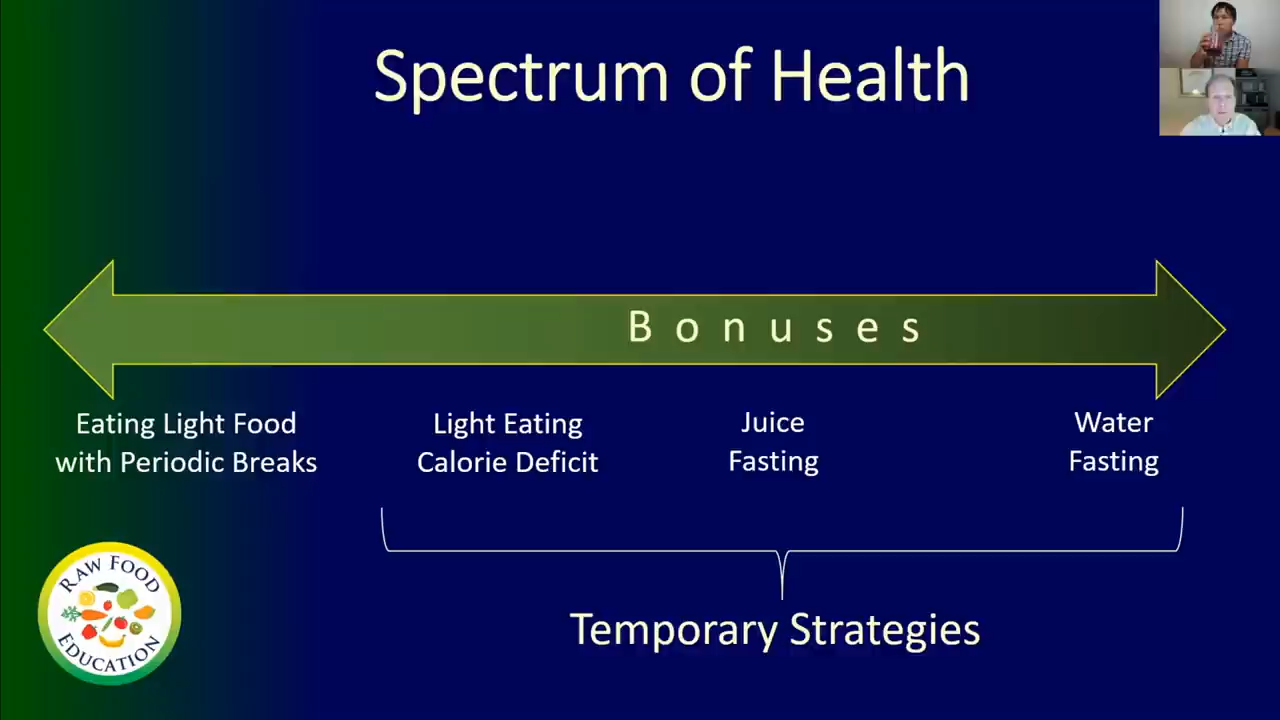 Spectrum of Health
Bonuses
Eating Light Food
with Periodic Breaks
Light Eating
Calorie Deficit
Juice
Fasting
Water
Fasting
Temporary Strategies
RAW FOOD
EDUCATION